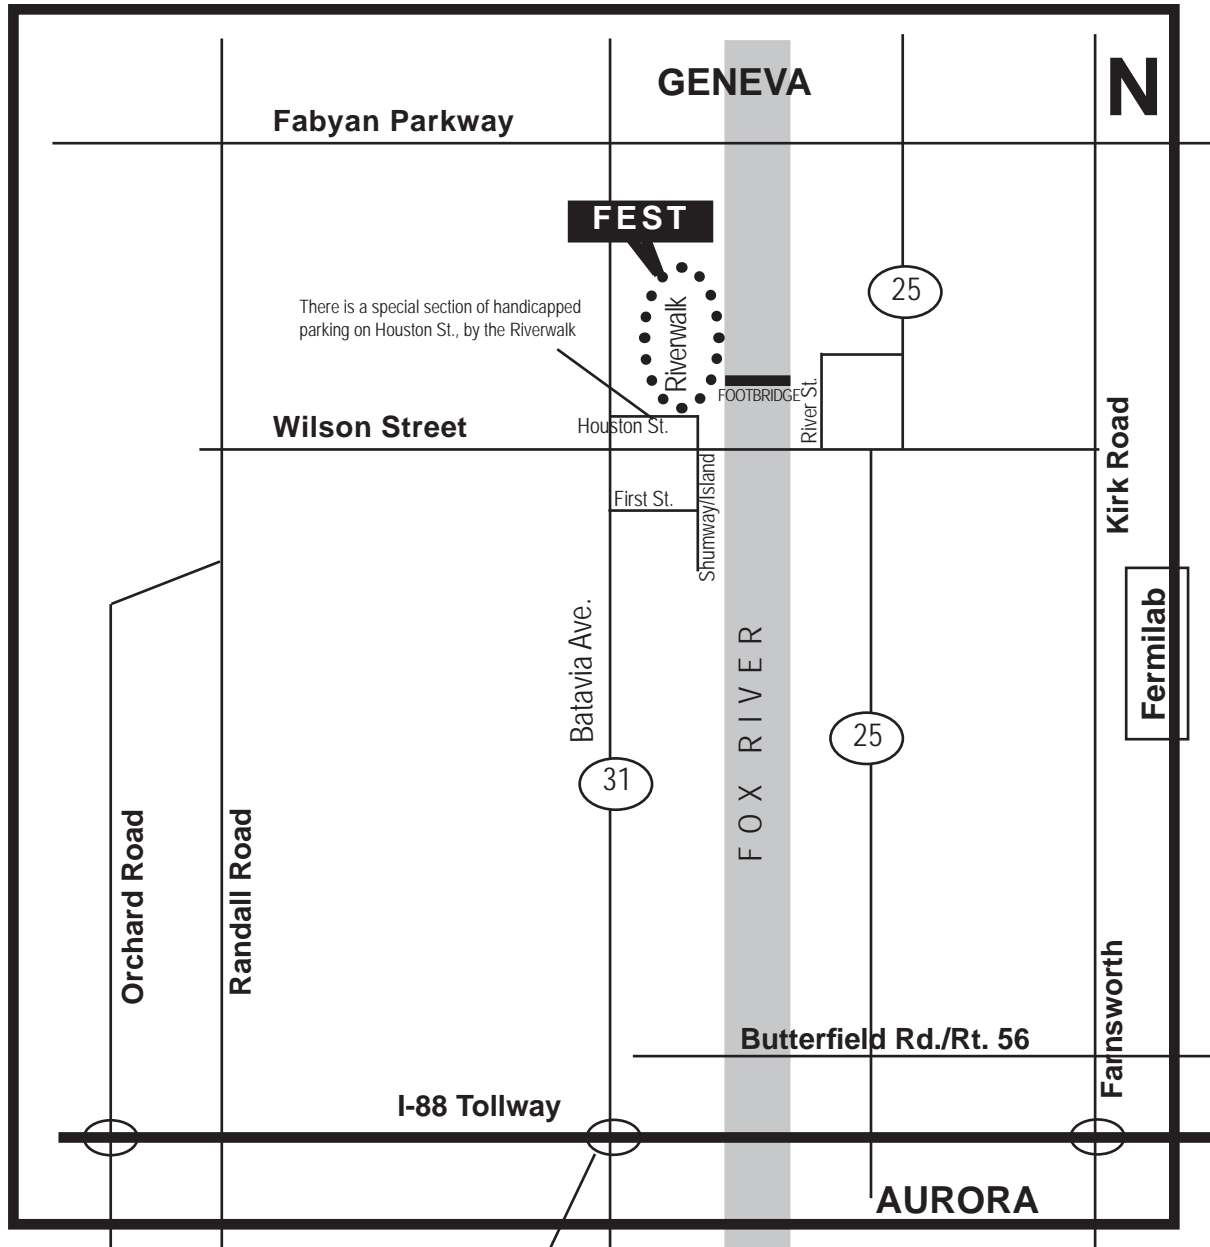 GENEVA
N
Fabyan Parkway
FEST
25
There is a special section of handicapped
parking on Houston St., by the Riverwalk
Riverwalk
FOOTBRIDGE
River St.
Wilson Street
Houston St.
Kirk Road
First St.
Shumway/Island
Batavia Ave.
FOX RIVER
Fermilab
25
31
Orchard Road
Randall Road
Farnsworth
Butterfield Rd./Rt. 56
I-88 Tollway
AURORA